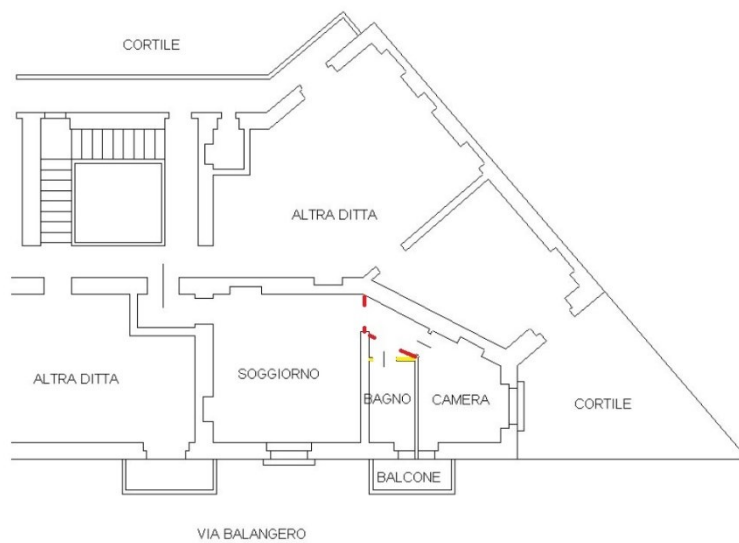 CORTILE
ALTRA DITTA
ALTRA DITTA
SOGGIORNO
BAGNO
CAMERA
CORTILE
BALCONE
VIA BALANGERO